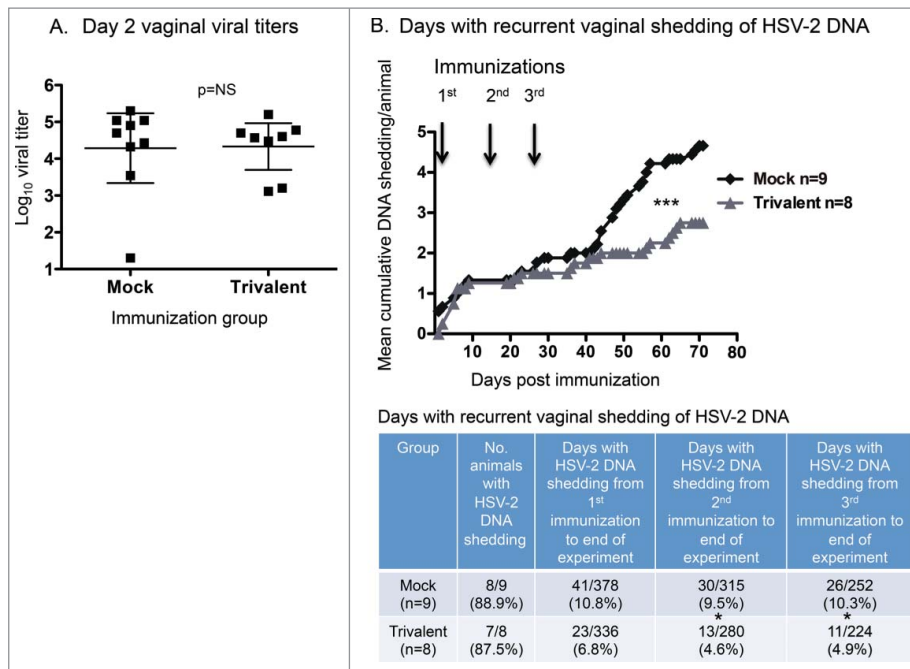 A. Day 2 vaginal viral titers
p=NS
Log10 viral titer
6
5
4
3
2
1
Mock
Trivalent
Immunization group
B. Days with recurrent vaginal shedding of HSV-2 DNA
Immunizations
1st 2nd 3rd
Mean cumulative DNA shedding/animal
5
4
3
2
1
0
10 20 30 40 50 60 70 80
Days post immunization
***
Mock n=9
Trivalent n=8
Days with recurrent vaginal shedding of HSV-2 DNA
Group
No.
animals
with
HSV-2
DNA
shedding
Days with
HSV-2 DNA
shedding from
1st
immunization
to end of
experiment
Days with
HSV-2 DNA
shedding from
2nd
immunization to
end of
experiment
Days with
HSV-2 DNA
shedding from
3rd
immunization to
end of
experiment
Mock
(n=9)
8/9
(88.9%)
41/378
(10.8%)
30/315
(9.5%)
*
26/252
(10.3%)
*
Trivalent
(n=8)
7/8
(87.5%)
23/336
(6.8%)
13/280
(4.6%)
11/224
(4.9%)